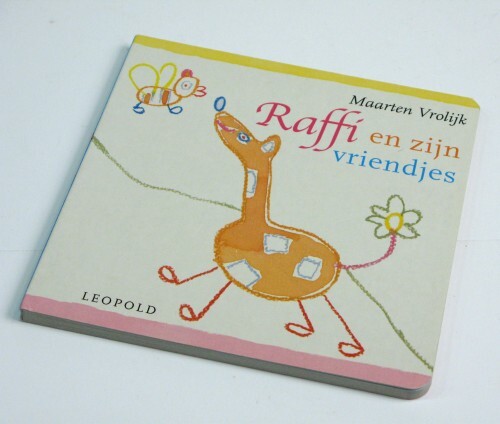 Maarten Vrolijk
Raffi en zijn
vriendjes
LEOPOLD